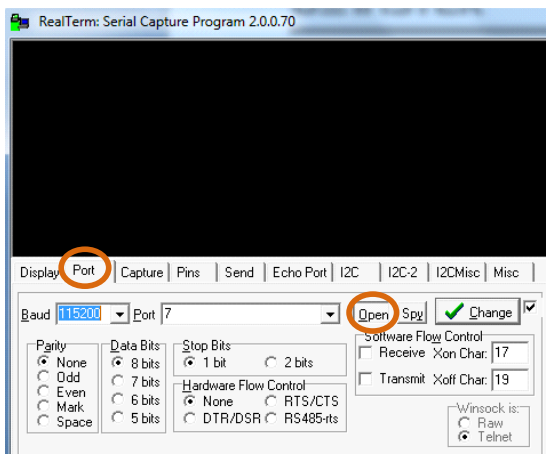 RealTerm: Serial Capture Program 2.0.0.70
Display Port Capture Pins Send Echo Port I2C I2C-2 I2CMisc Misc
Baud 115200 Port 7 Open Spy Change
Parity
None
Odd
Even
Mark
Space
Data Bits
8 bits
7 bits
6 bits
5 bits
Stop Bits
1 bit 2 bits
Hardware Flow Control
None RTS/CTS
DTR/DSR RS485-rts
Software Flow Control
Receive Xon Char: 17
Transmit Xoff Char: 19
Winsock is:
Raw
Telnet